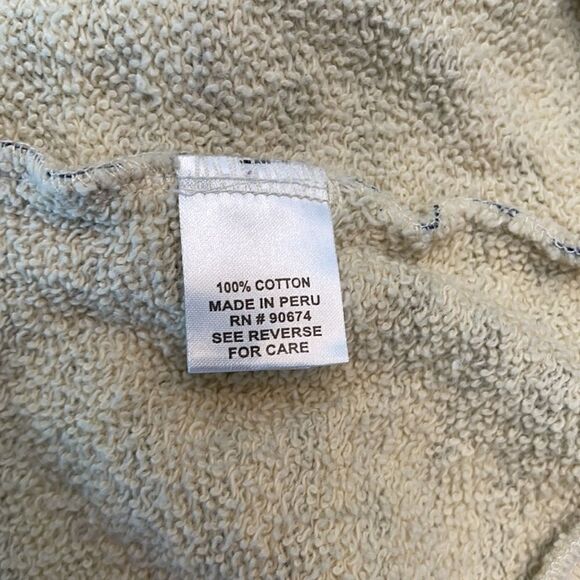 100% COTTON
MADE IN PERU
RN # 90674
SEE REVERSE
FOR CARE